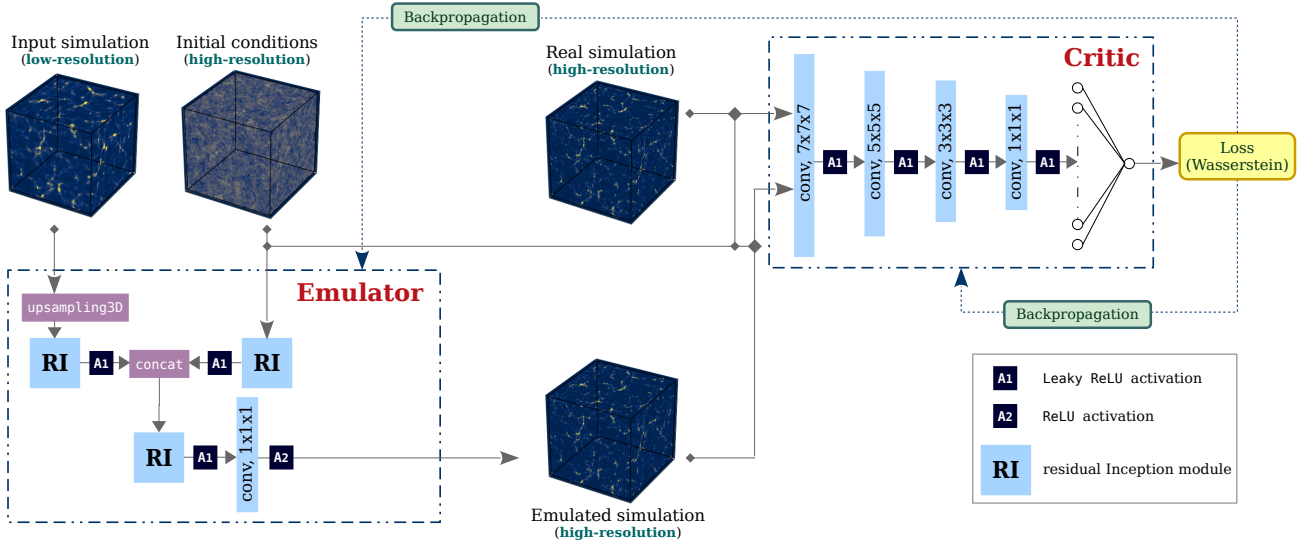 Backpropagation
Input simulation
(low-resolution)
Initial conditions
(high-resolution)
Real simulation
(high-resolution)
Critic
conv, 7x7x7
A1
conv, 5x5x5
A1
conv, 3x3x3
A1
conv, 1x1x1
A1
Loss
(Wasserstein)
Emulator
upsampling3D
RI
A1
concat
A1
RI
RI
A1
conv, 1x1x1
A2
Emulated simulation
(high-resolution)
Backpropagation
A1 Leaky ReLU activation
A2 ReLU activation
RI residual Inception module